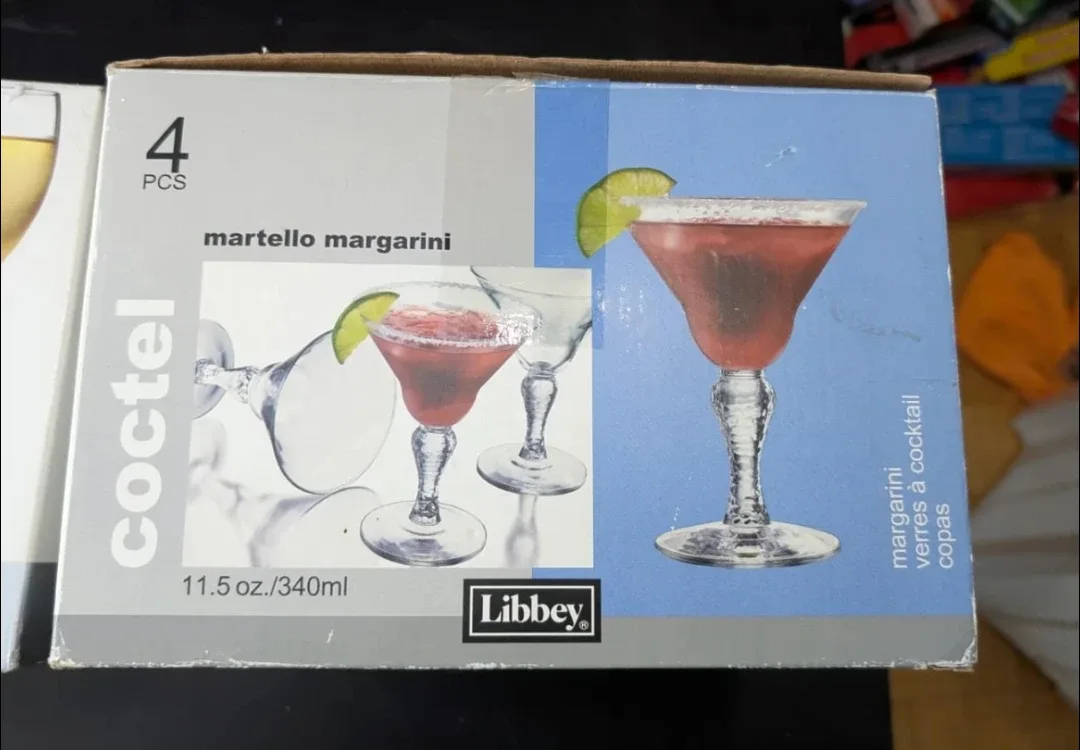 4
PCS
martello margarini
coctel
11.5 oz./340ml
Libbey®
margarini
verres à cocktail
copas